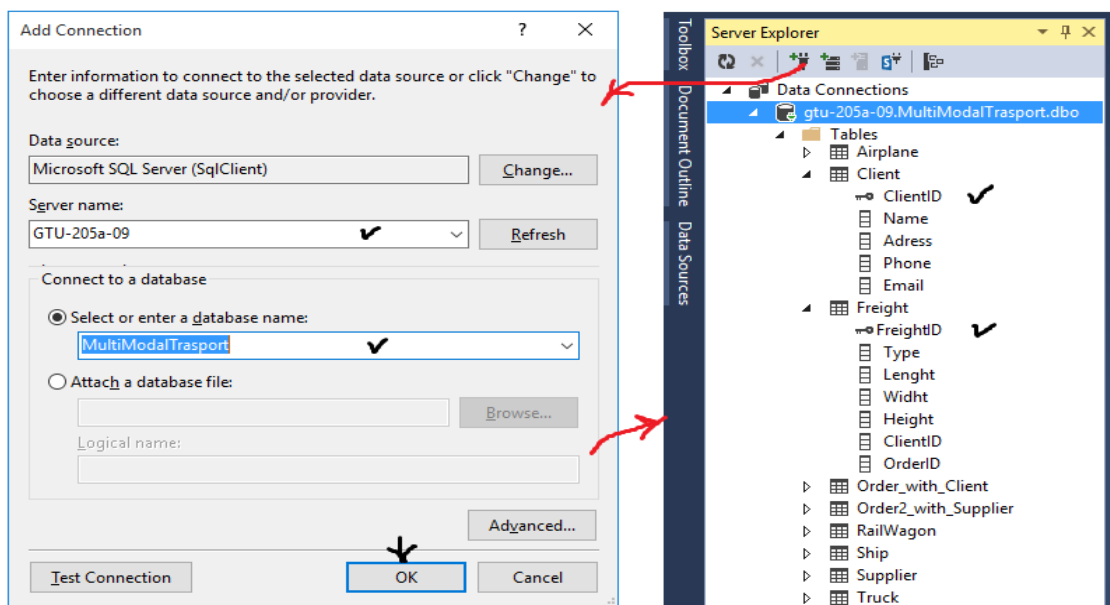 Add Connection
?
Enter information to connect to the selected data source or click "Change" to
choose a different data source and/or provider.
Data source:
Microsoft SQL Server (SqlClient)
Change...
Server name:
GTU-205a-09
Refresh
Connect to a database
Select or enter a database name:
MultiModalTrasport
Attach a database file:
Browse...
Logical name:
Advanced...
Test Connection
OK
Cancel
Toolbox
Document Outline
Data Sources
Server Explorer
Data Connections
gtu-205a-09.MultiModalTrasport.dbo
Tables
Airplane
Client
ClientID
Name
Adress
Phone
Email
Freight
FreightID
Type
Lenght
Widht
Height
ClientID
OrderID
Order_with_Client
Order2_with_Supplier
RailWagon
Ship
Supplier
Truck